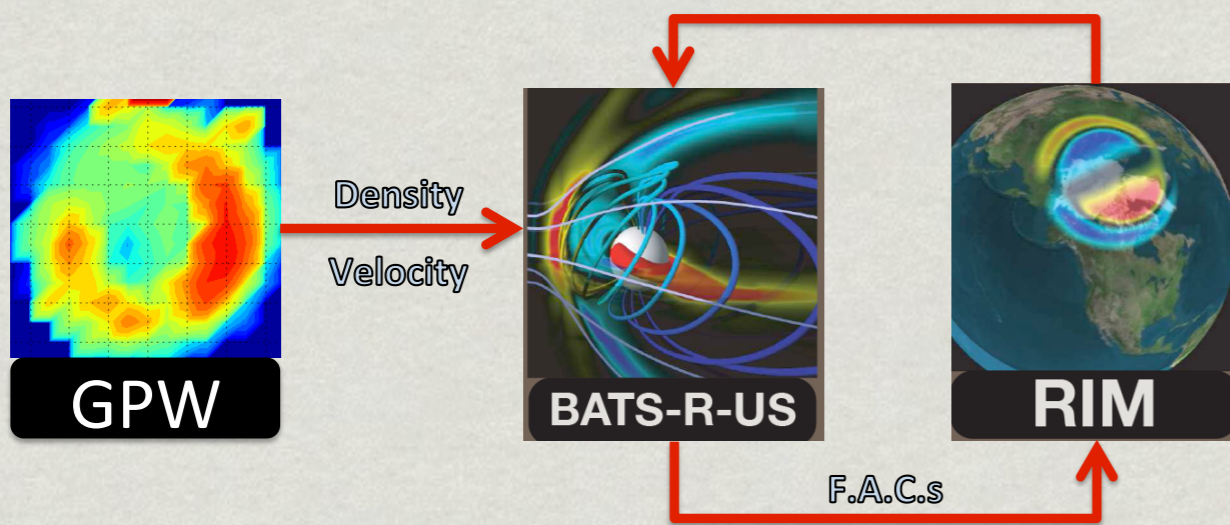 Density
Velocity
GPW
BATS-R-US
RIM
F.A.C.s